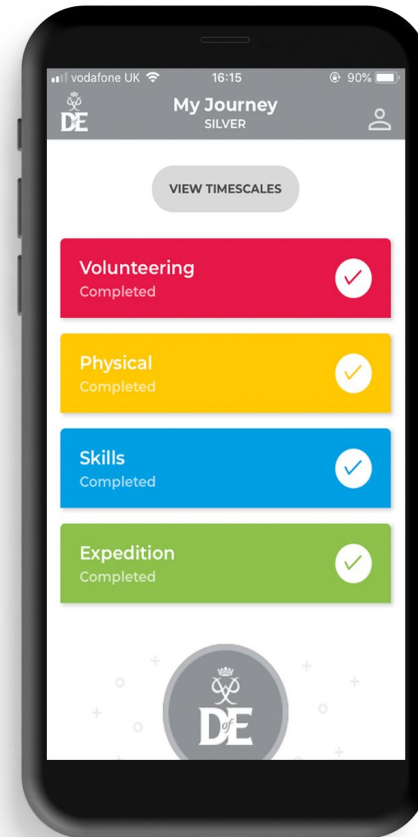 vodafone UK 16:15 90%
DofE My Journey
SILVER
VIEW TIMESCALES
Volunteering
Completed
Physical
Completed
Skills
Completed
Expedition
Completed
DofE